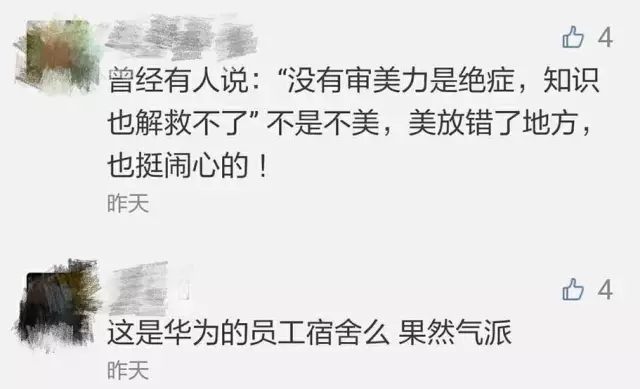 4
曾经有人说：“没有审美力是绝症，知识
也解救不了” 不是不美，美放错了地方，
也挺闹心的！
昨天
4
这是华为的员工宿舍么 果然气派
昨天